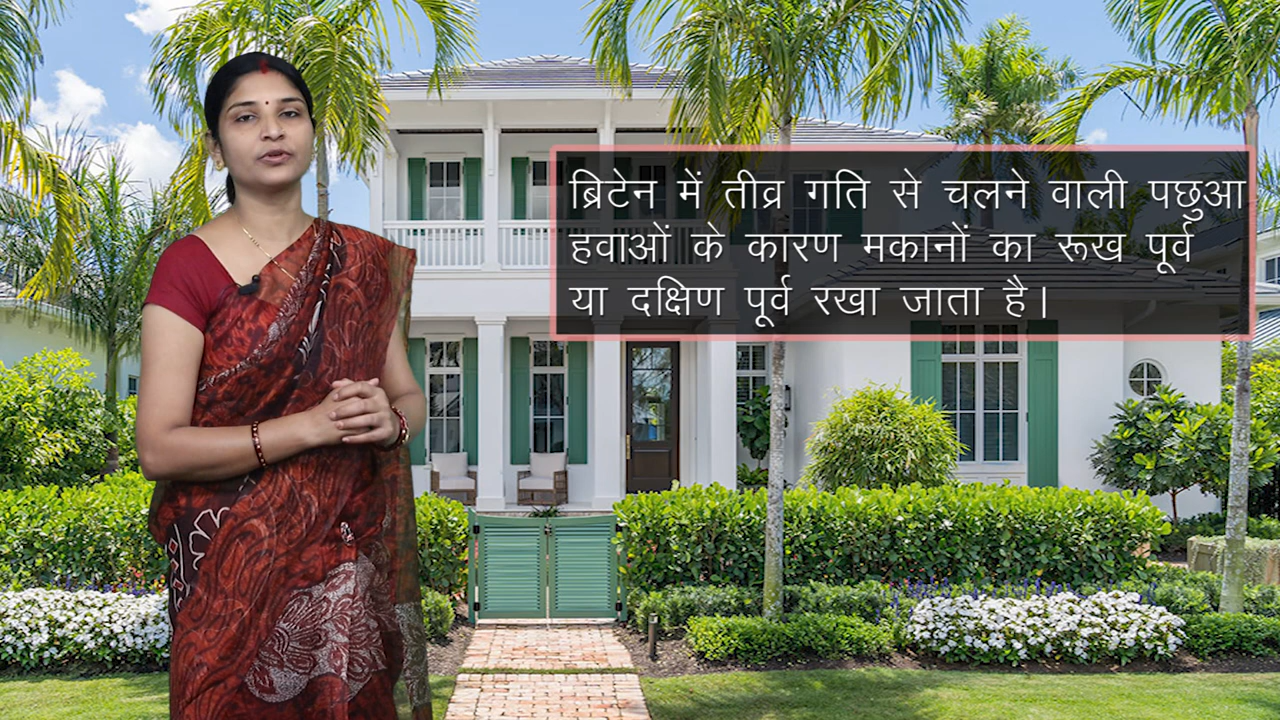 ब्रिटेन में तीव्र गति से चलने वाली पछुआ
हवाओं के कारण मकानों का रूख पूर्व
या दक्षिण पूर्व रखा जाता है।